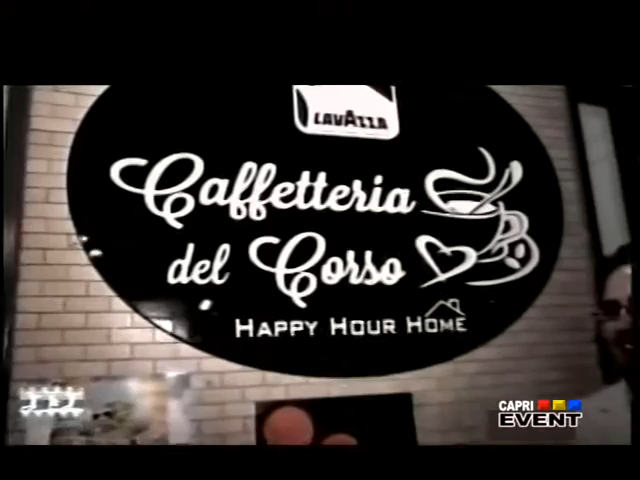 LAVAZZA
Caffetteria
del Corso
HAPPY HOUR HOME
CAPRI
EVENT